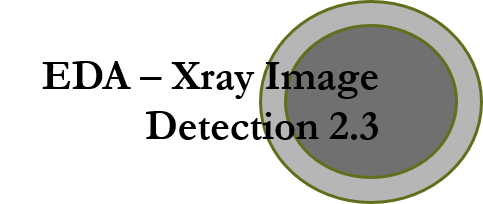 EDA – Xray Image
Detection 2.3